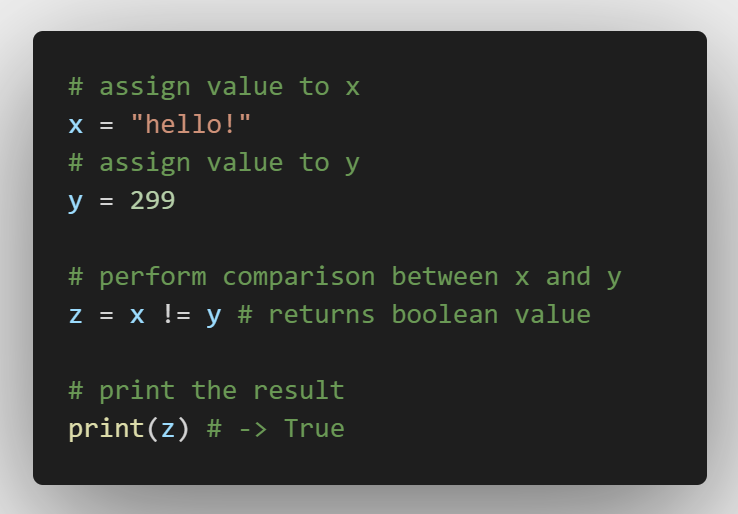 # assign value to x
x = "hello!"
# assign value to y
y = 299
# perform comparison between x and y
z = x != y # returns boolean value
# print the result
print(z) # -> True